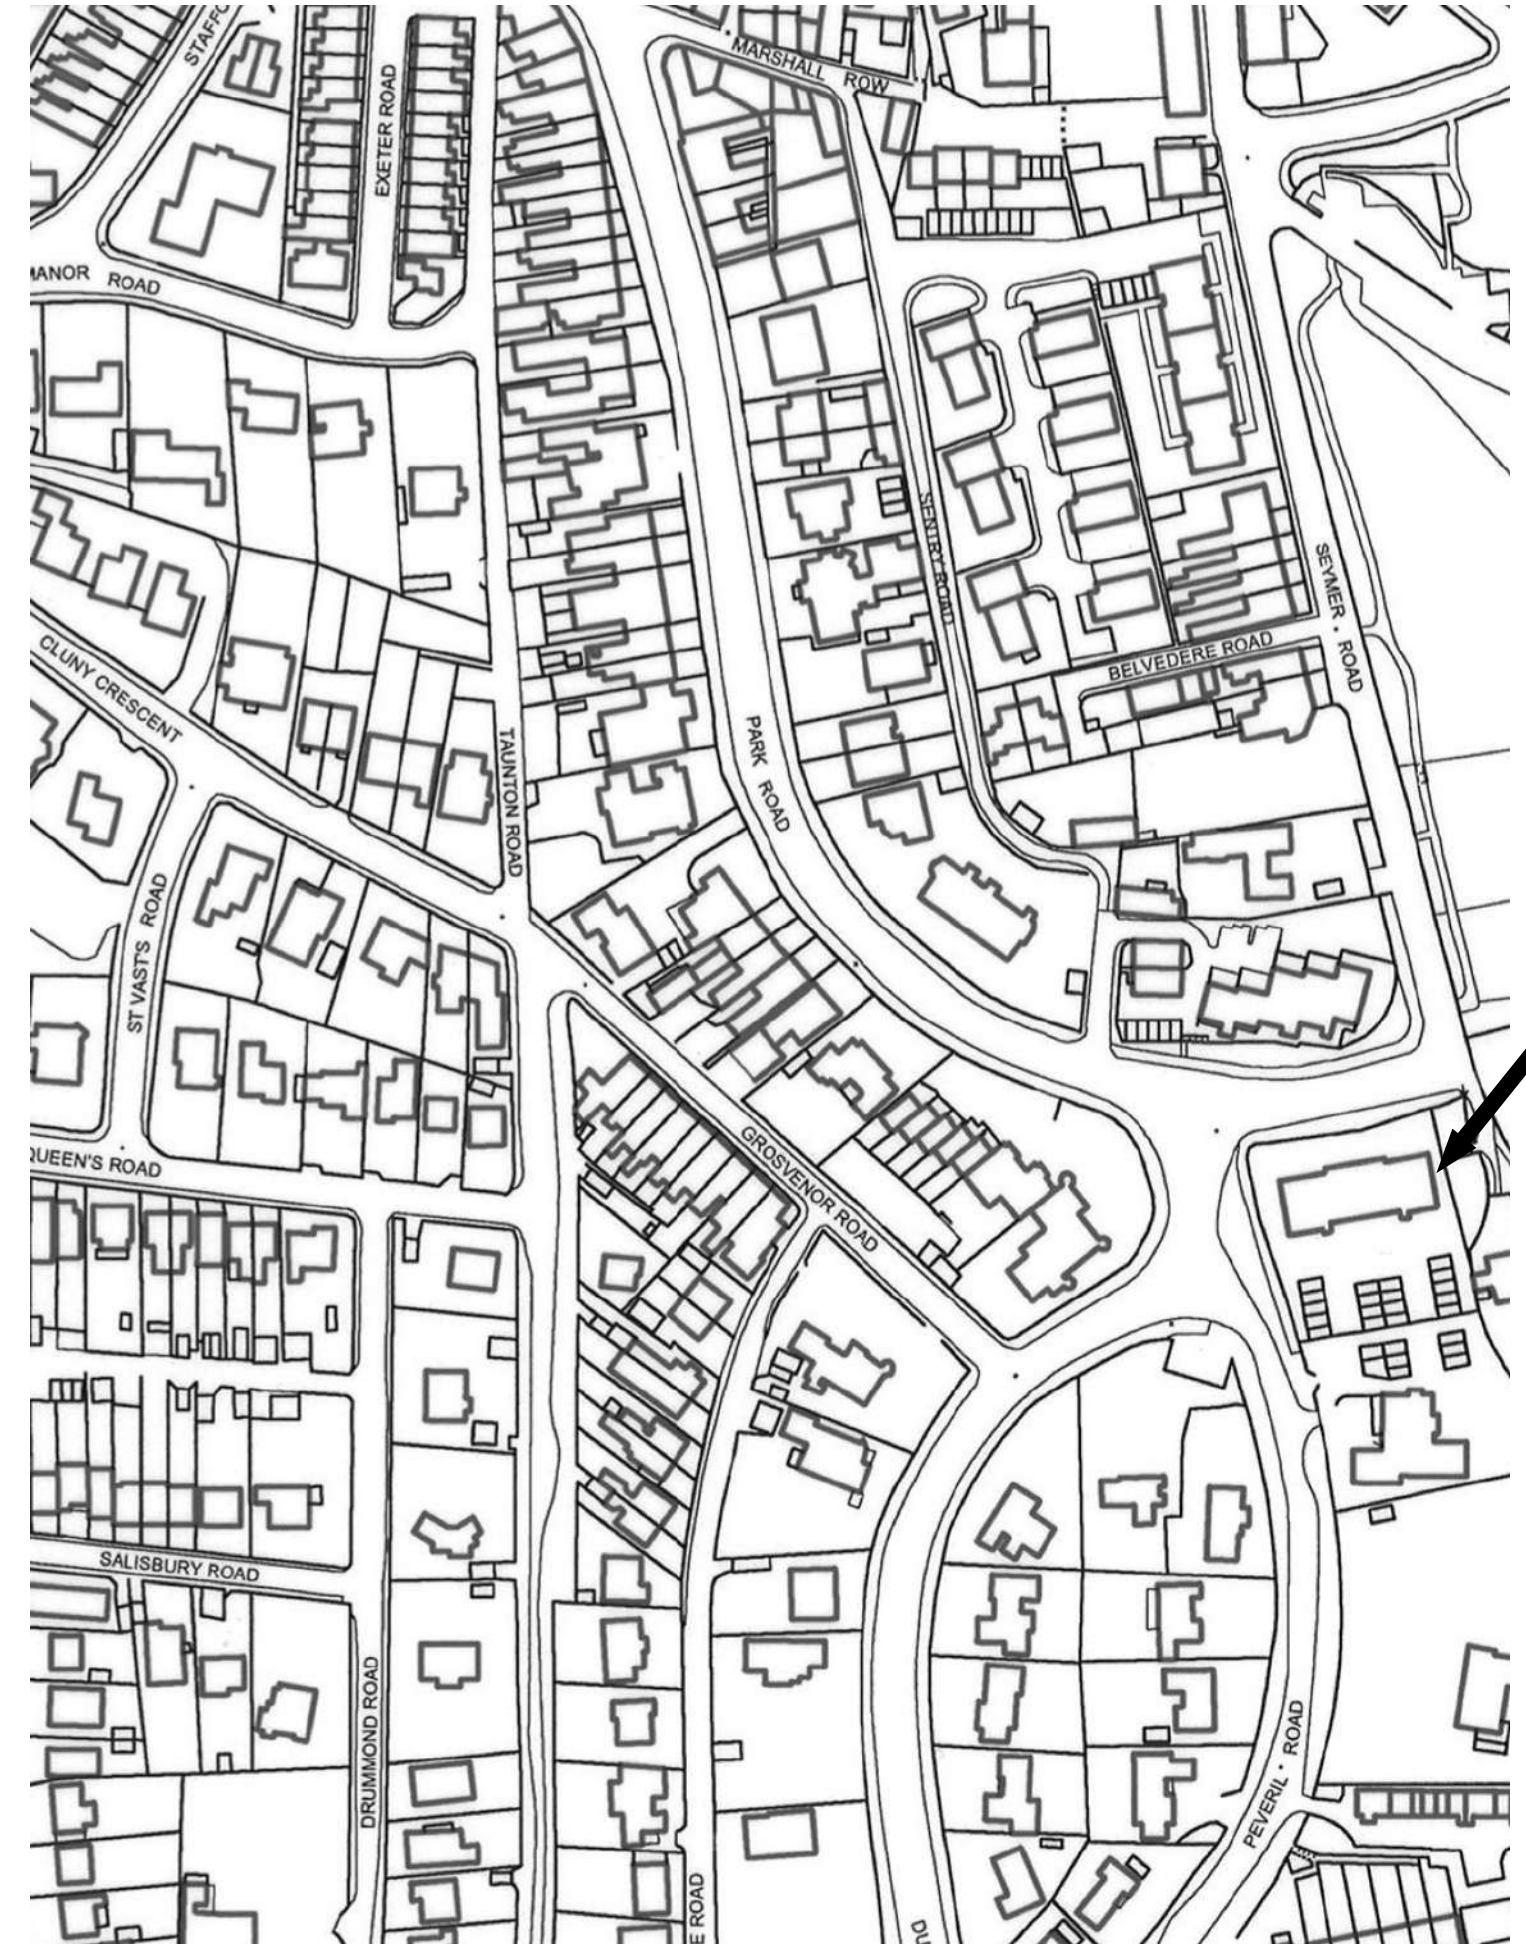 STAFFO
MARSHALL ROW
EXETER ROAD
MANOR ROAD
SENTRY ROAD
SEYMER ROAD
BELVEDERE ROAD
CLUNY CRESCENT
TAUNTON ROAD
PARK ROAD
ST VAST'S ROAD
QUEEN'S ROAD
GROSVENOR ROAD
SALISBURY ROAD
DRUMMOND ROAD
PEVERIL ROAD
E ROAD
DU